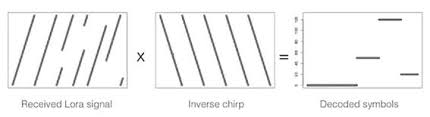 X
=
Received Lora signal
Inverse chirp
Decoded symbols